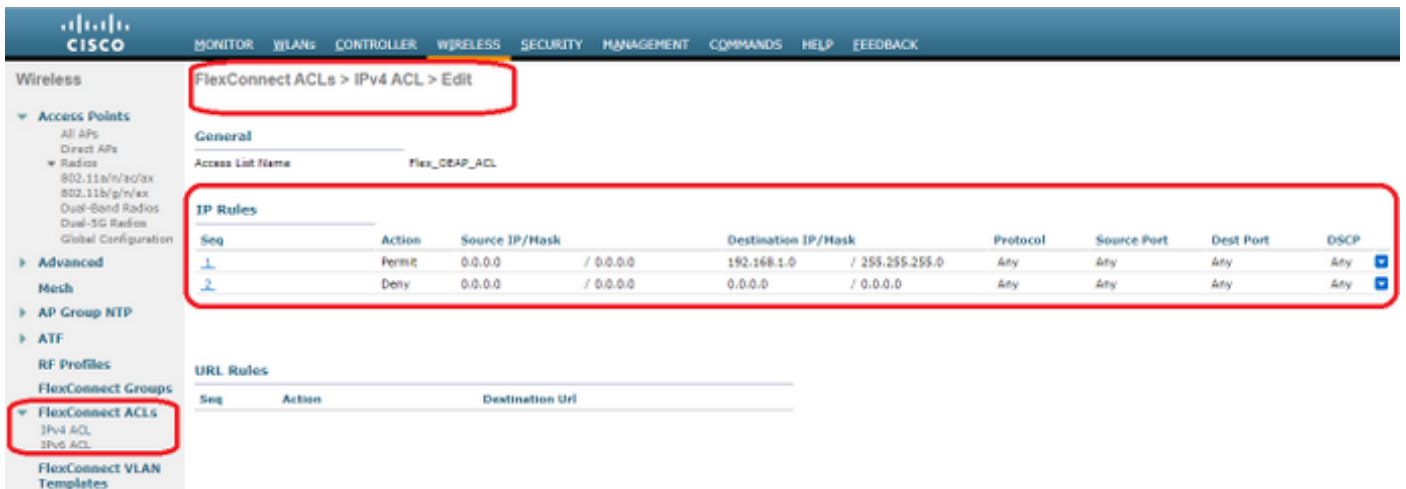 CISCO
MONITOR WLANs CONTROLLER WIRELESS SECURITY MANAGEMENT COMMANDS HELP FEEDBACK
Wireless
Access Points
All APs
Direct APs
Radios
802.11a/n/ac/ax
802.11b/g/n/ax
Dual-Band Radios
Dual-5G Radios
Global Configuration
Advanced
Mesh
AP Group NTP
ATF
RF Profiles
FlexConnect Groups
FlexConnect ACLs
IPv4 ACL
IPv6 ACL
FlexConnect VLAN
Templates
FlexConnect ACLs > IPv4 ACL > Edit
General
Access List Name Flex_OEAP_ACL
IP Rules
Seq Action Source IP/Mask Destination IP/Mask Protocol Source Port Dest Port DSCP
1 Permit 0.0.0.0 / 0.0.0.0 192.168.1.0 / 255.255.255.0 Any Any Any Any
2 Deny 0.0.0.0 / 0.0.0.0 0.0.0.0 / 0.0.0.0 Any Any Any Any
URL Rules
Seq Action Destination Url